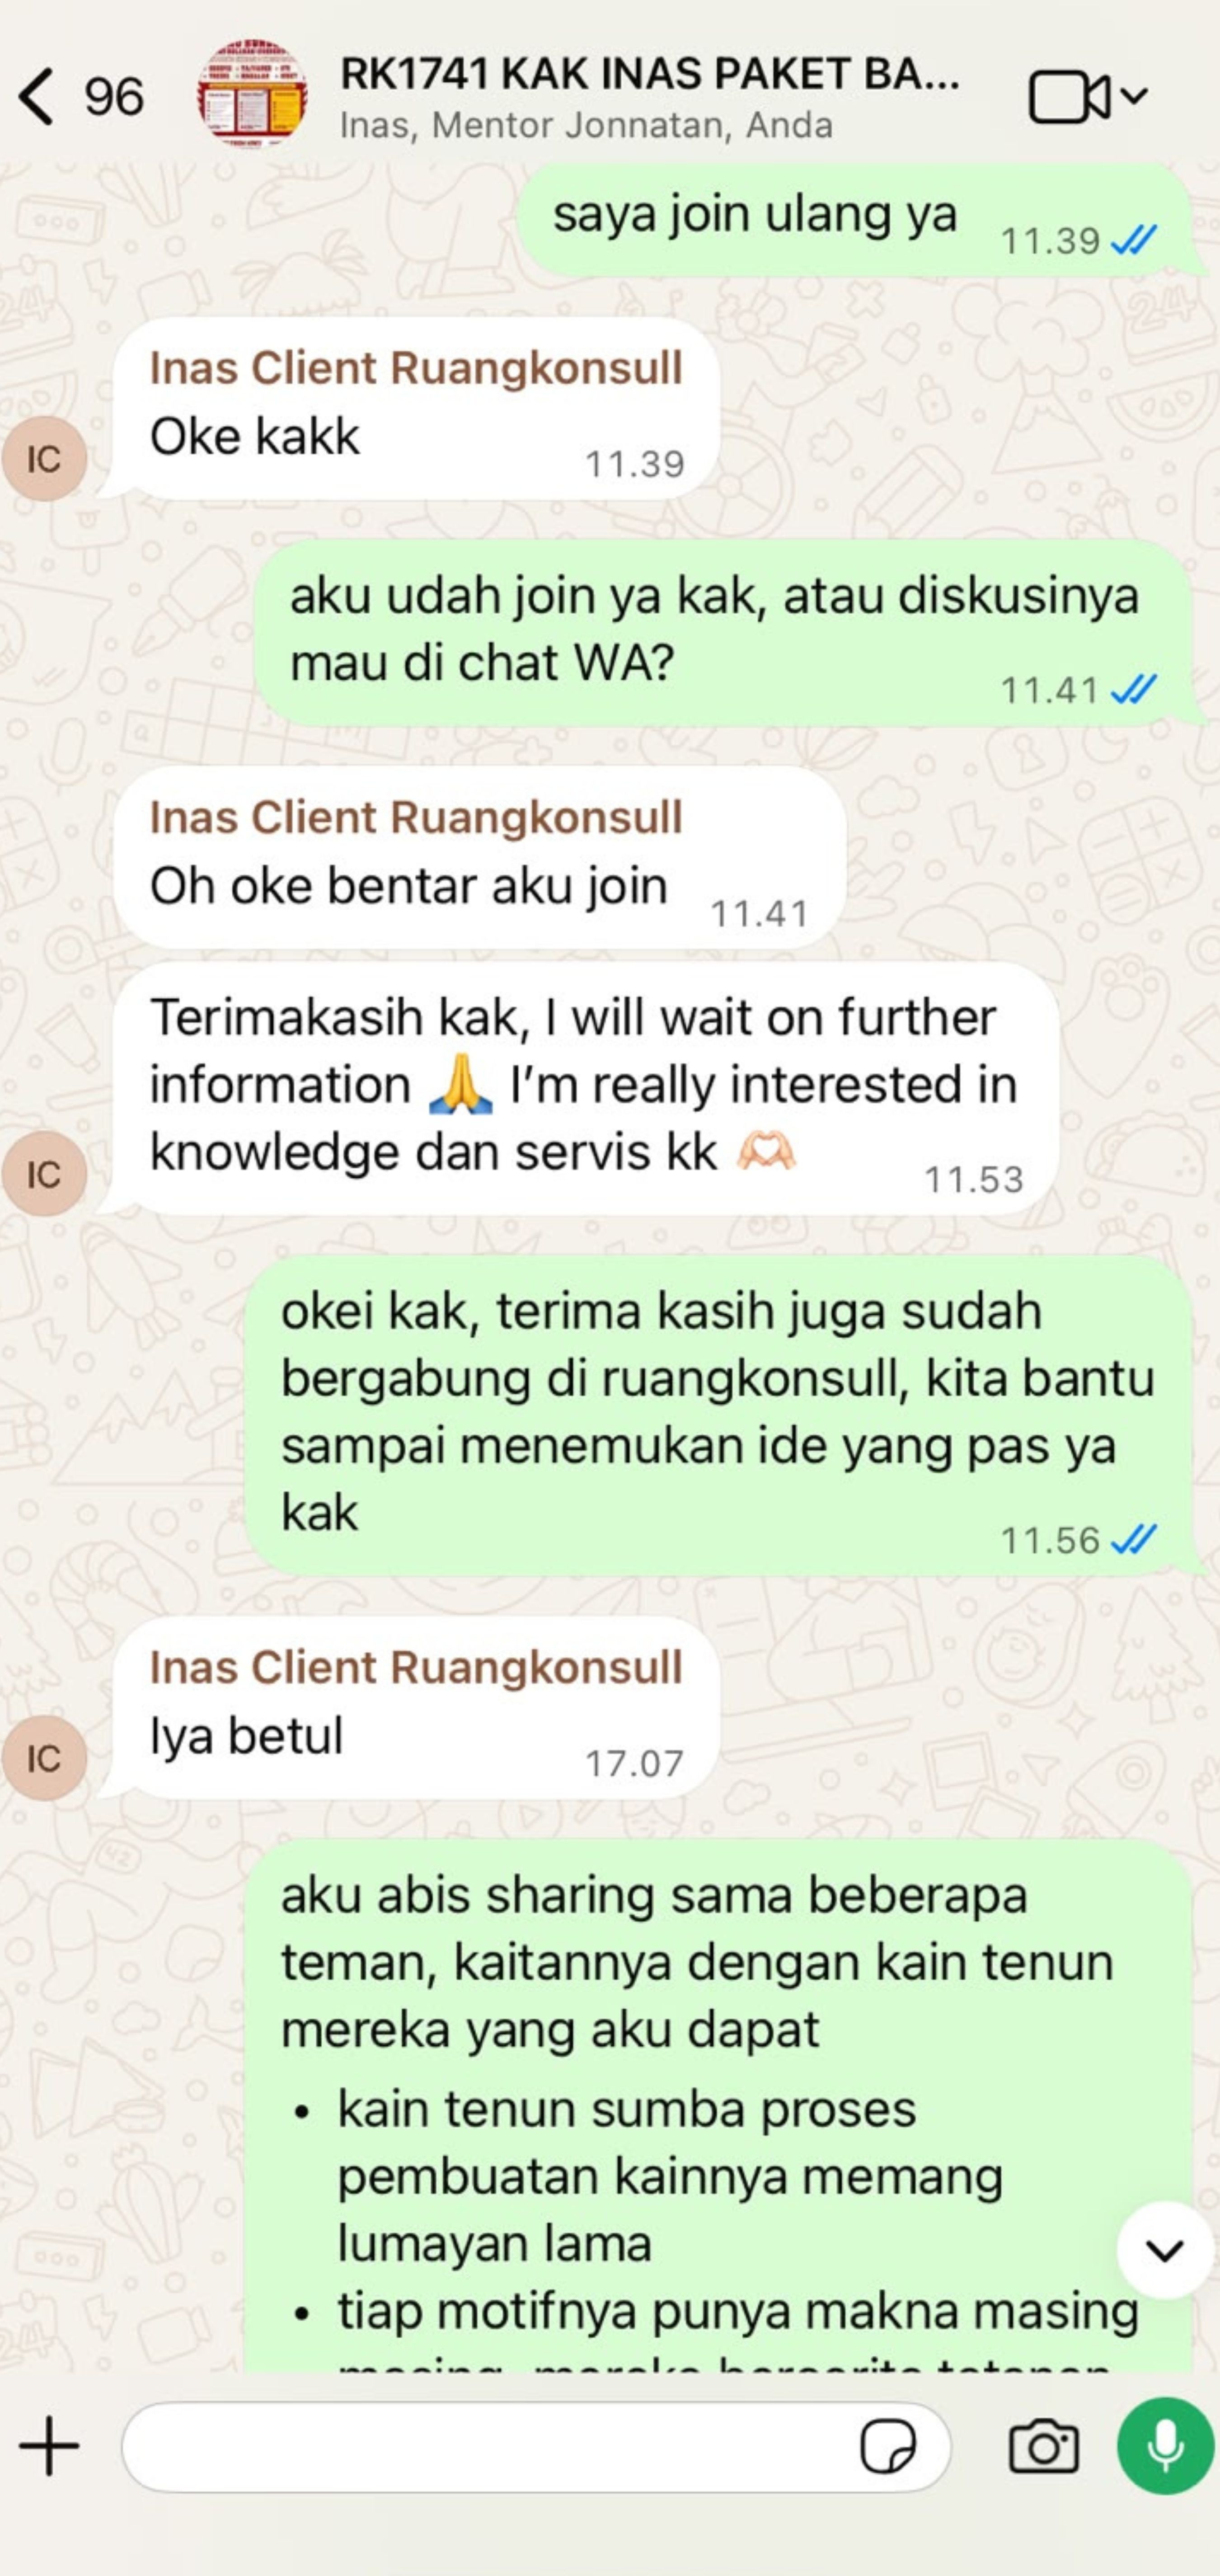 96
RK1741 KAK INAS PAKET BA...
Inas, Mentor Jonnatan, Anda
saya join ulang ya
11.39
Inas Client Ruangkonsull
Oke kakk
11.39
IC
aku udah join ya kak, atau diskusinya
mau di chat WA?
11.41
Inas Client Ruangkonsull
Oh oke bentar aku join
11.41
Terimakasih kak, I will wait on further
information 🙏 I'm really interested in
knowledge dan servis kk 🫶🏻
11.53
IC
okei kak, terima kasih juga sudah
bergabung di ruangkonsull, kita bantu
sampai menemukan ide yang pas ya
kak
11.56
Inas Client Ruangkonsull
Iya betul
17.07
IC
aku abis sharing sama beberapa
teman, kaitannya dengan kain tenun
mereka yang aku dapat
• kain tenun sumba proses
pembuatan kainnya memang
lumayan lama
• tiap motifnya punya makna masing